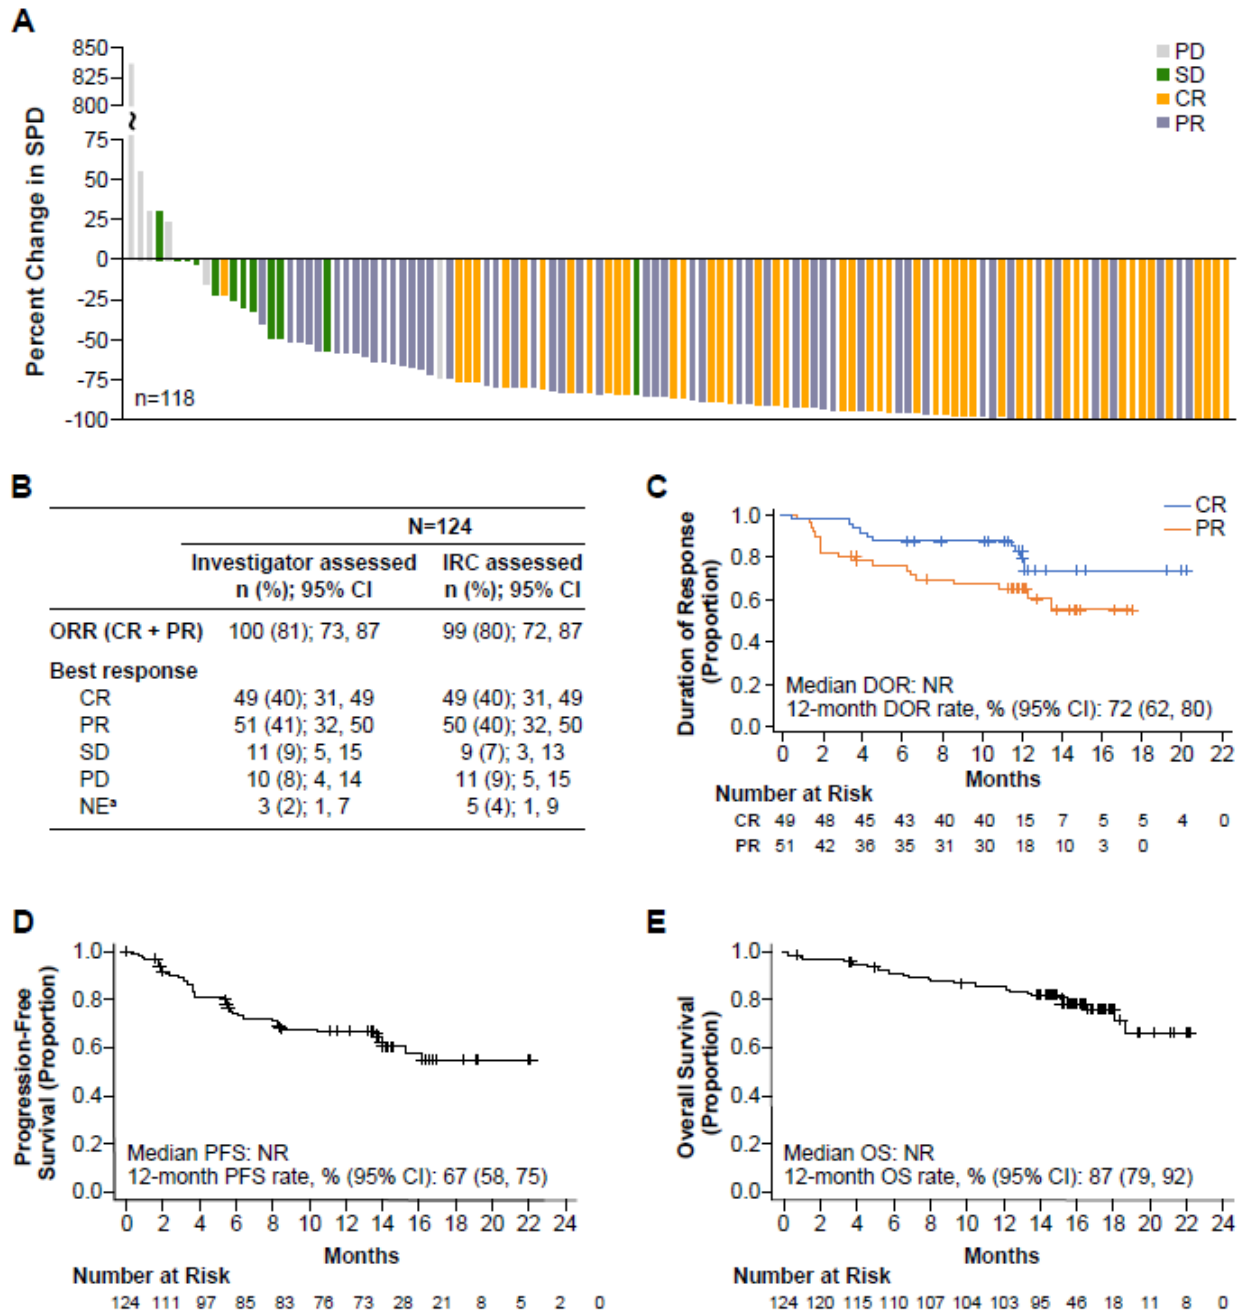 A
850
825
800
75
50
25
0
-25
-50
-75
-100
Percent Change in SPD
n=118
PD
SD
CR
PR
B
N=124
Investigator assessed IRC assessed
n (%); 95% CI n (%); 95% CI
ORR (CR + PR) 100 (81); 73, 87 99 (80); 72, 87
Best response
CR 49 (40); 31, 49 49 (40); 31, 49
PR 51 (41); 32, 50 50 (40); 32, 50
SD 11 (9); 5, 15 9 (7); 3, 13
PD 10 (8); 4, 14 11 (9); 5, 15
NEª 3 (2); 1, 7 5 (4); 1, 9
C
CR
PR
1.0
0.8
0.6
0.4
0.2
0.0
Duration of Response
(Proportion)
Median DOR: NR
12-month DOR rate, % (95% CI): 72 (62, 80)
0 2 4 6 8 10 12 14 16 18 20 22
Months
Number at Risk
CR 49 48 45 43 40 40 15 7 5 5 4 0
PR 51 42 36 35 31 30 18 10 3 0
D
1.0
0.8
0.6
0.4
0.2
0.0
Progression-Free
Survival (Proportion)
Median PFS: NR
12-month PFS rate, % (95% CI): 67 (58, 75)
0 2 4 6 8 10 12 14 16 18 20 22 24
Months
Number at Risk
124 111 97 85 83 76 73 28 21 8 5 2 0
E
1.0
0.8
0.6
0.4
0.2
0.0
Overall Survival
(Proportion)
Median OS: NR
12-month OS rate, % (95% CI): 87 (79, 92)
0 2 4 6 8 10 12 14 16 18 20 22 24
Months
Number at Risk
124 120 115 110 107 104 103 95 46 18 11 8 0